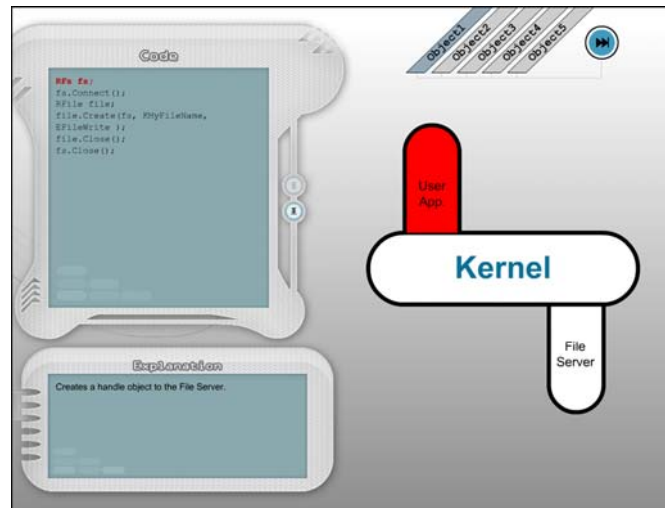 Code
RFs fs;
fs.Connect();
RFile file;
file.Create(fs, KMyFileName,
EFileWrite );
file.Close();
fs.Close();
Object1
Object2
Object3
Object4
Object5
User
App.
Kernel
File
Server
Explanation
Creates a handle object to the File Server.